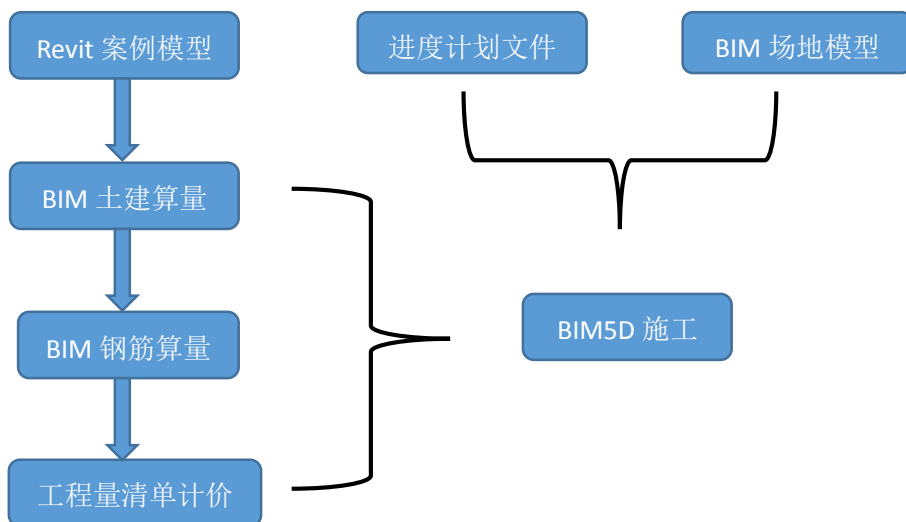 Revit 案例模型
进度计划文件
BIM 场地模型
BIM 土建算量
BIM 钢筋算量
BIM5D 施工
工程量清单计价